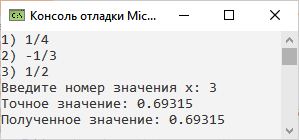 Консоль отладки Mic...
1) 1/4
2) -1/3
3) 1/2
Введите номер значения x: 3
Точное значение: 0.69315
Полученное значение: 0.69315